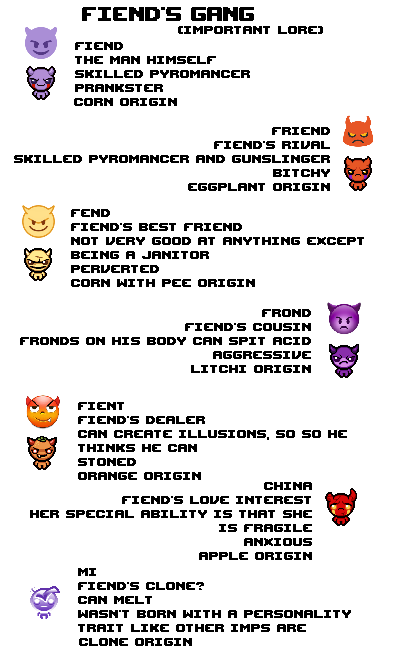 FIEND'S GANG
(IMPORTANT LORE)
FIEND
THE MAN HIMSELF
SKILLED PYROMANCER
PRANKSTER
CORN ORIGIN
FRIEND
FIEND'S RIVAL
SKILLED PYROMANCER AND GUNSLINGER
BITCHY
EGGPLANT ORIGIN
FEND
FIEND'S BEST FRIEND
NOT VERY GOOD AT ANYTHING EXCEPT
BEING A JANITOR
PERVERTED
CORN WITH PEE ORIGIN
FROND
FIEND'S COUSIN
FRONDS ON HIS BODY CAN SPIT ACID
AGGRESSIVE
LITCHI ORIGIN
FIENT
FIEND'S DEALER
CAN CREATE ILLUSIONS, SO SO HE
THINKS HE CAN
STONED
ORANGE ORIGIN
CHINA
FIEND'S LOVE INTEREST
HER SPECIAL ABILITY IS THAT SHE
IS FRAGILE
ANXIOUS
APPLE ORIGIN
MI
FIEND'S CLONE?
CAN MELT
WASN'T BORN WITH A PERSONALITY
TRAIT LIKE OTHER IMPS ARE
CLONE ORIGIN